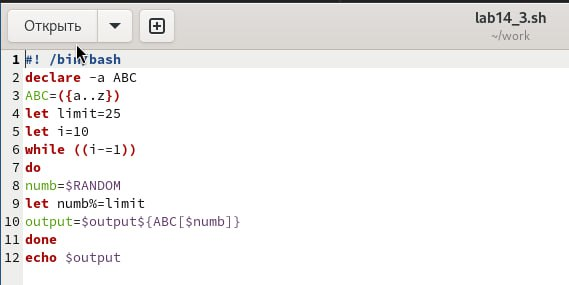 Открыть
lab14_3.sh
~/work
1 #! /bin/bash
2 declare -a ABC
3 ABC=({a..z})
4 let limit=25
5 let i=10
6 while ((i-=1))
7 do
8 numb=$RANDOM
9 let numb%=limit
10 output=$output${ABC[$numb]}
11 done
12 echo $output